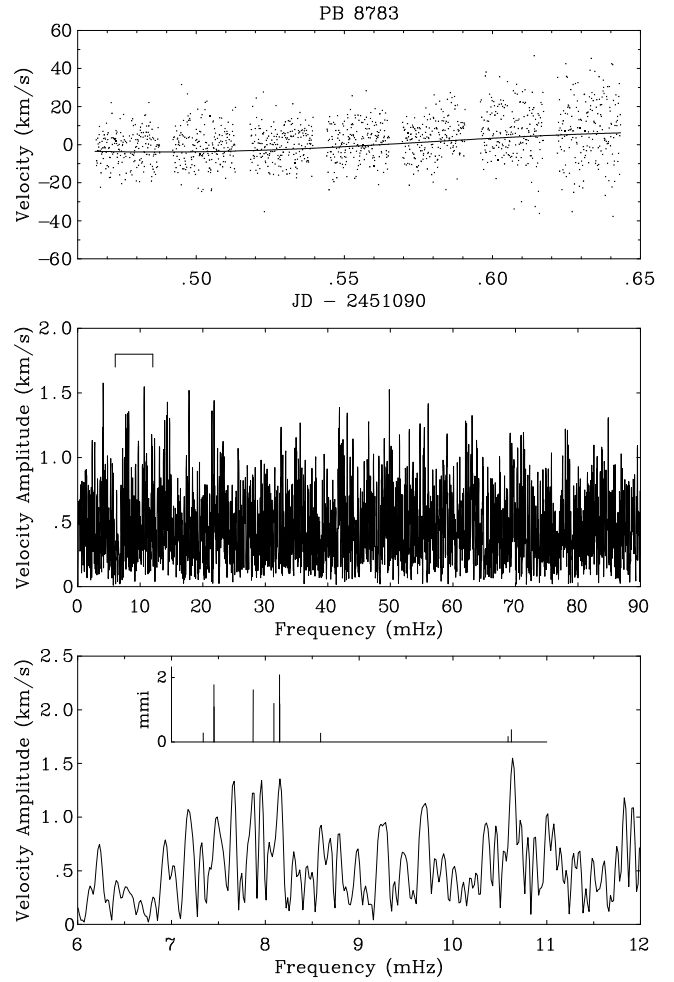 PB 8783
60
40
20
0
−20
−40
−60
Velocity (km/s)
.50 .55 .60 .65
JD − 2451090
2.0
1.5
1.0
.5
0
Velocity Amplitude (km/s)
0 10 20 30 40 50 60 70 80 90
Frequency (mHz)
2.5
2.0
1.5
1.0
.5
0
Velocity Amplitude (km/s)
2
0
mmi
6 7 8 9 10 11 12
Frequency (mHz)